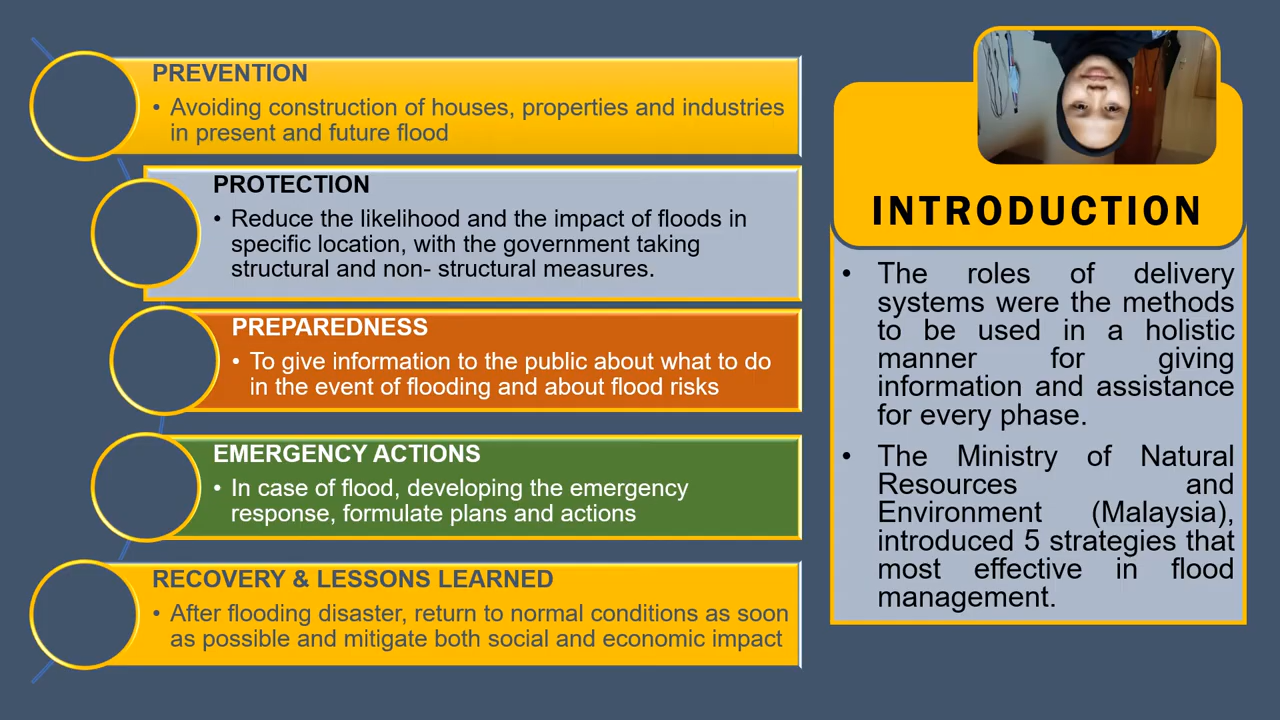 PREVENTION
• Avoiding construction of houses, properties and industries
in present and future flood
PROTECTION
• Reduce the likelihood and the impact of floods in
specific location, with the government taking
structural and non- structural measures.
PREPAREDNESS
• To give information to the public about what to do
in the event of flooding and about flood risks
EMERGENCY ACTIONS
• In case of flood, developing the emergency
response, formulate plans and actions
RECOVERY & LESSONS LEARNED
• After flooding disaster, return to normal conditions as soon
as possible and mitigate both social and economic impact
INTRODUCTION
• The roles of delivery
systems were the methods
to be used in a holistic
manner for giving
information and assistance
for every phase.
• The Ministry of Natural
Resources and
Environment (Malaysia),
introduced 5 strategies that
most effective in flood
management.